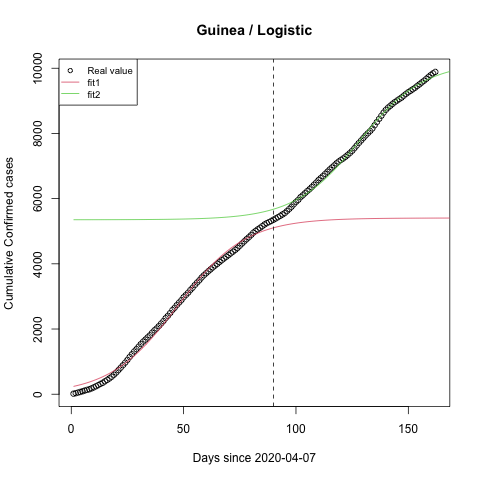 Guinea / Logistic
Real value
fit1
fit2
Cumulative Confirmed cases
10000
8000
6000
4000
2000
0
0 50 100 150
Days since 2020-04-07